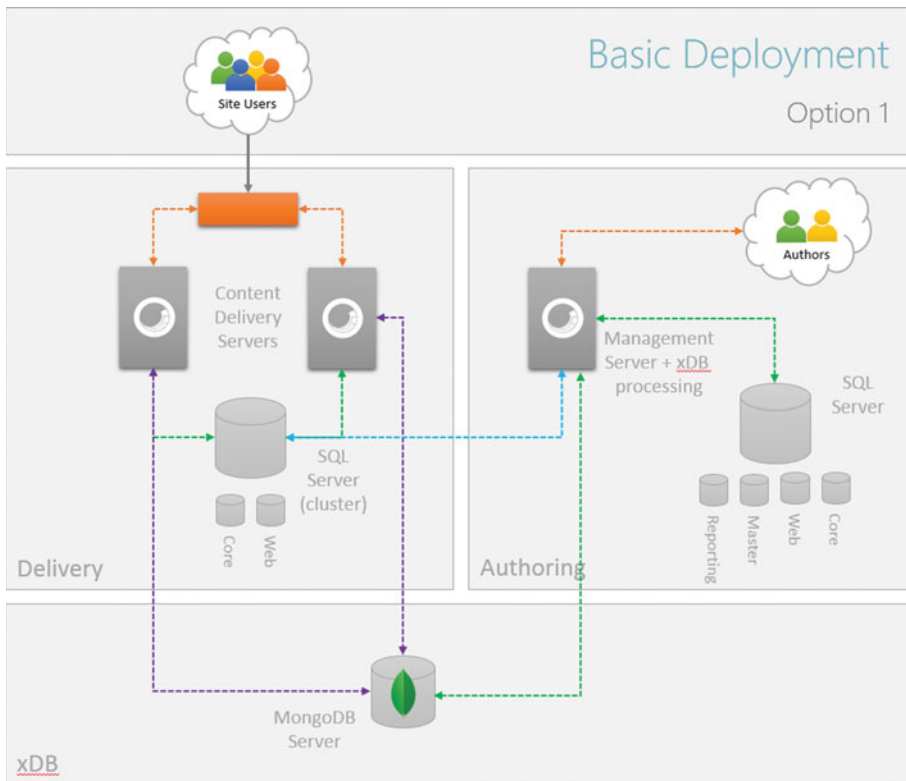 Basic Deployment
Option 1
Site Users
Content
Delivery
Servers
Authors
Management
Server + xDB
processing
SQL
Server
SQL
Server
(cluster)
Core
Web
Reporting
Master
Web
Core
Delivery
Authoring
MongoDB
Server
xDB